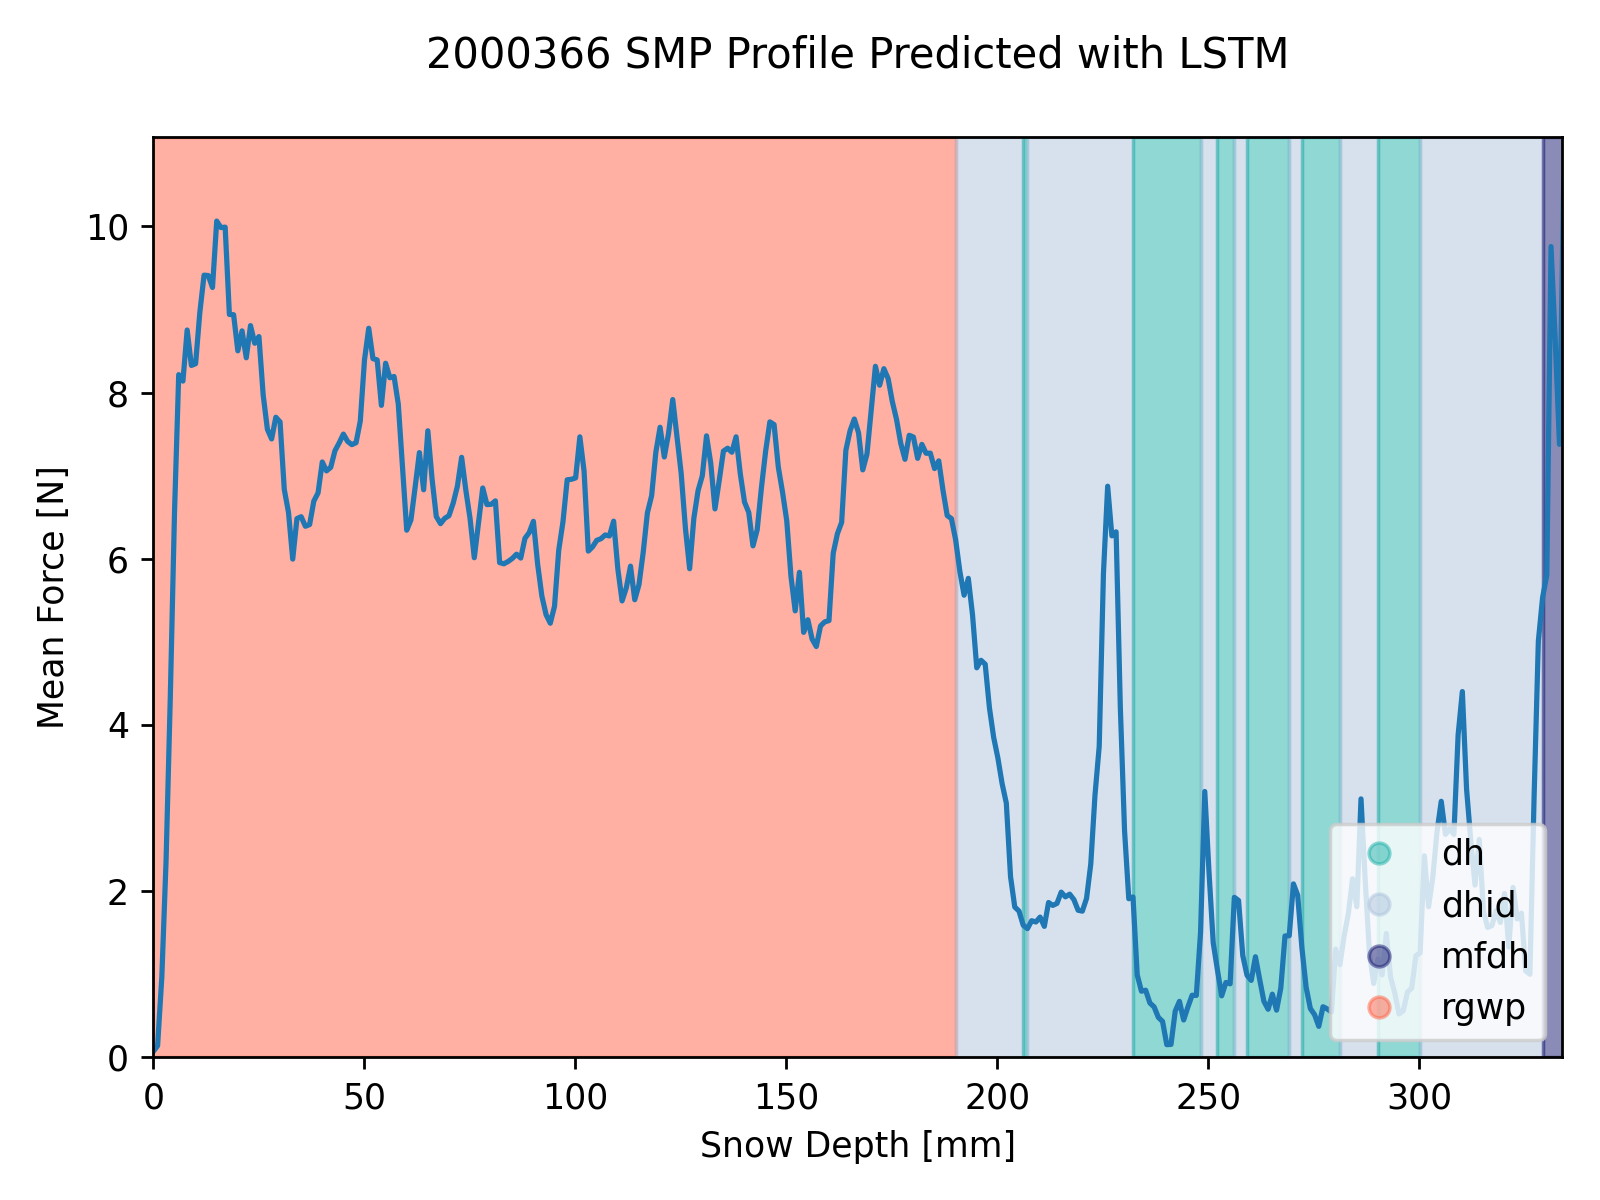 2000366 SMP Profile Predicted with LSTM
Mean Force [N]
10
8
6
4
2
0
0 50 100 150 200 250 300
Snow Depth [mm]
dh
dhid
mfdh
rgwp